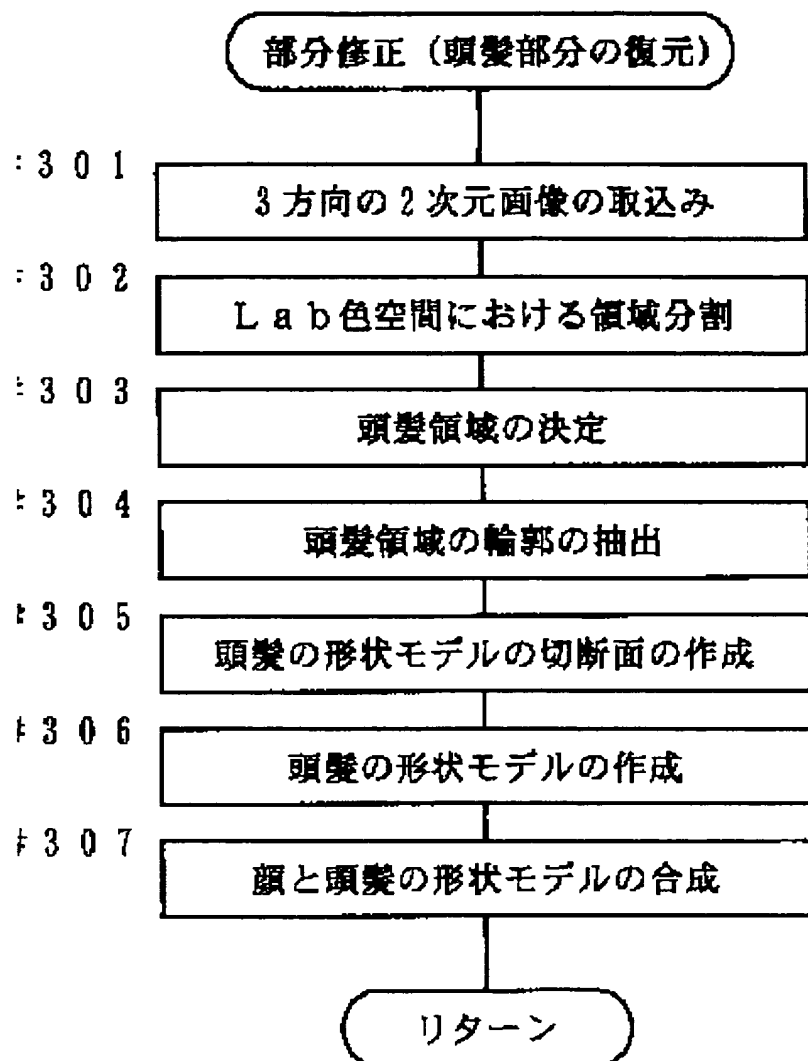 部分修正（頭髪部分の復元）
#301
3方向の2次元画像の取込み
#302
Lab色空間における領域分割
#303
頭髪領域の決定
#304
頭髪領域の輪郭の抽出
#305
頭髪の形状モデルの切断面の作成
#306
頭髪の形状モデルの作成
#307
顔と頭髪の形状モデルの合成
リターン